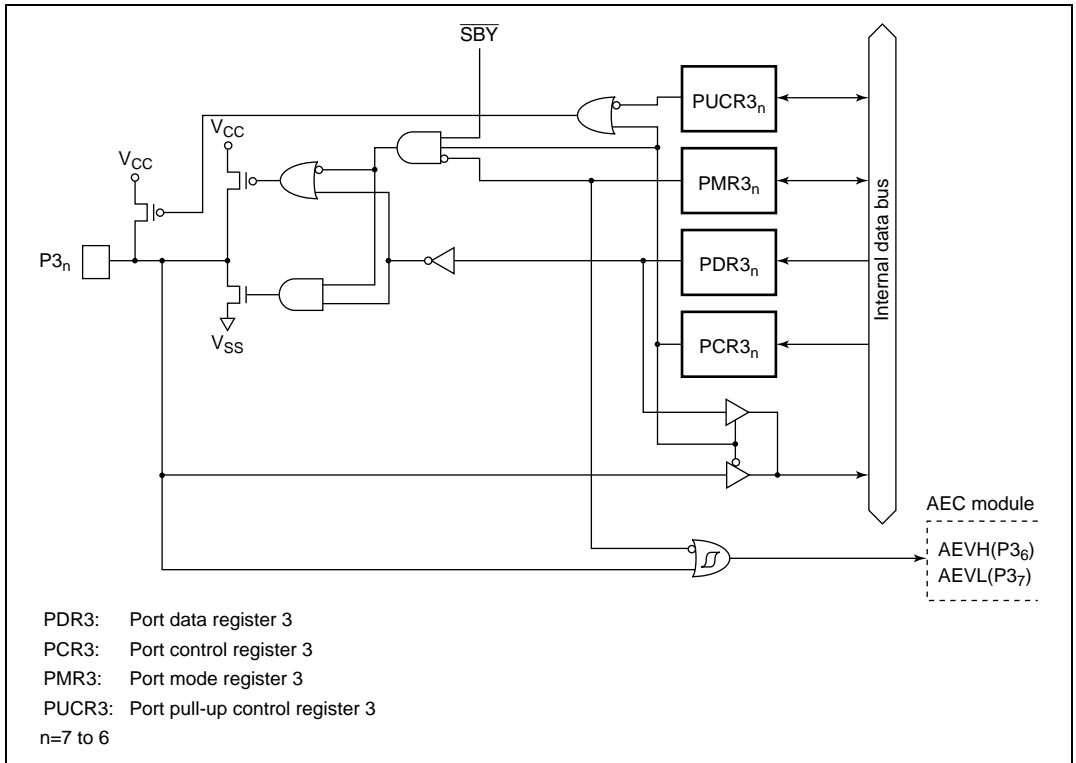 SBY
PUCR3n
VCC
VCC
PMR3n
P3n
PDR3n
Internal data bus
VSS
PCR3n
AEC module
AEVH(P36)
AEVL(P37)
PDR3: Port data register 3
PCR3: Port control register 3
PMR3: Port mode register 3
PUCR3: Port pull-up control register 3
n=7 to 6